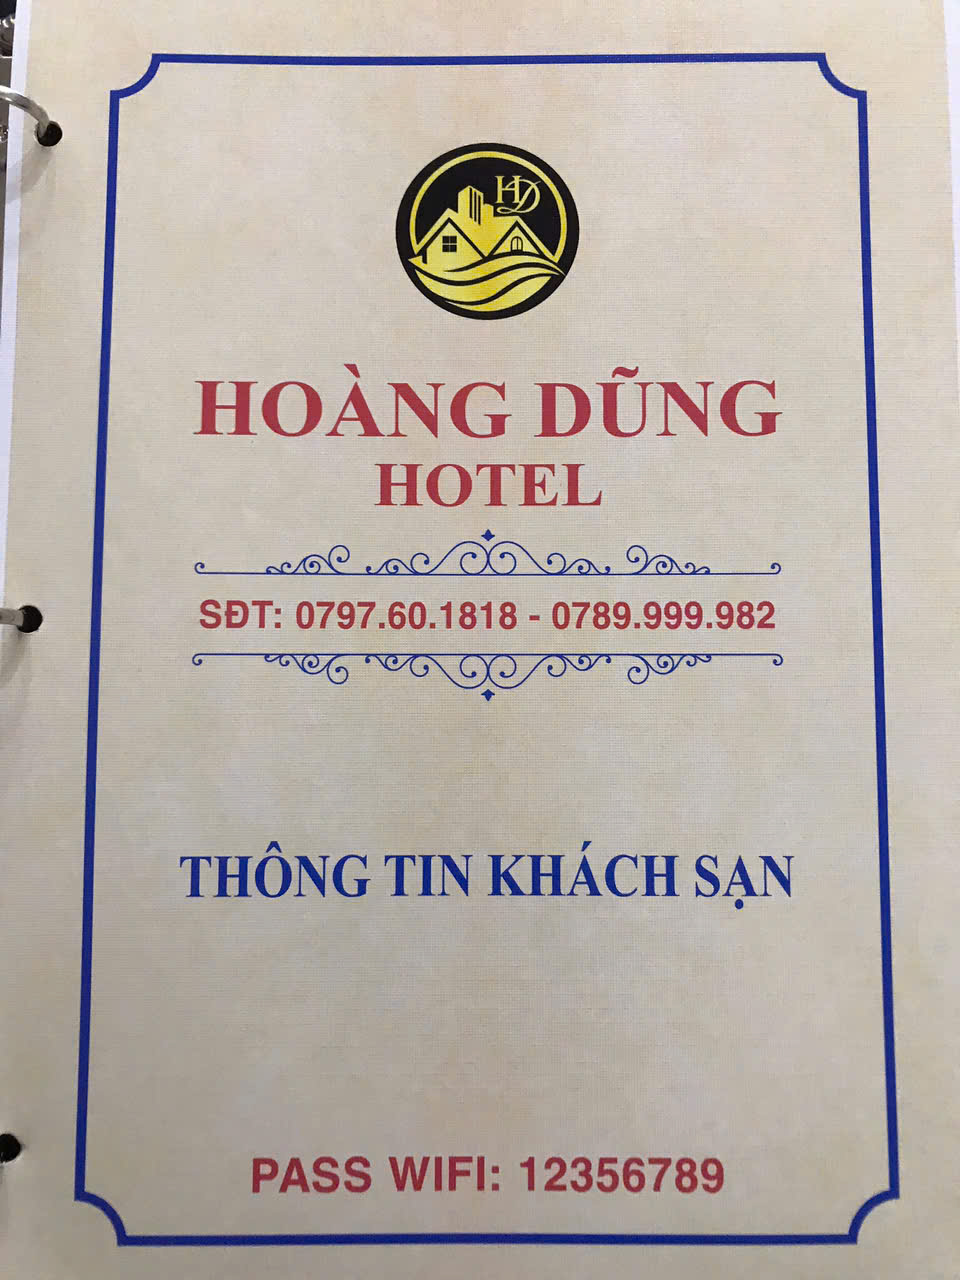 HD
HOÀNG DŨNG
HOTEL
SĐT: 0797.60.1818 - 0789.999.982
THÔNG TIN KHÁCH SẠN
PASS WIFI: 12356789